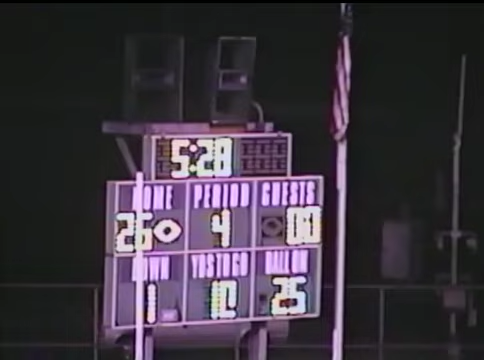 5:28
HOME PERIOD GUESTS
26 4 00
DOWN YDS TO GO BALL ON
1 10 25